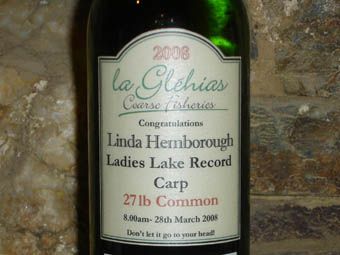 2008
la Gléhias
Coarse Fisheries
Congratulations
Linda Hemborough
Ladies Lake Record
Carp
27lb Common
8.00am- 28th March 2008
Don't let it go to your head!